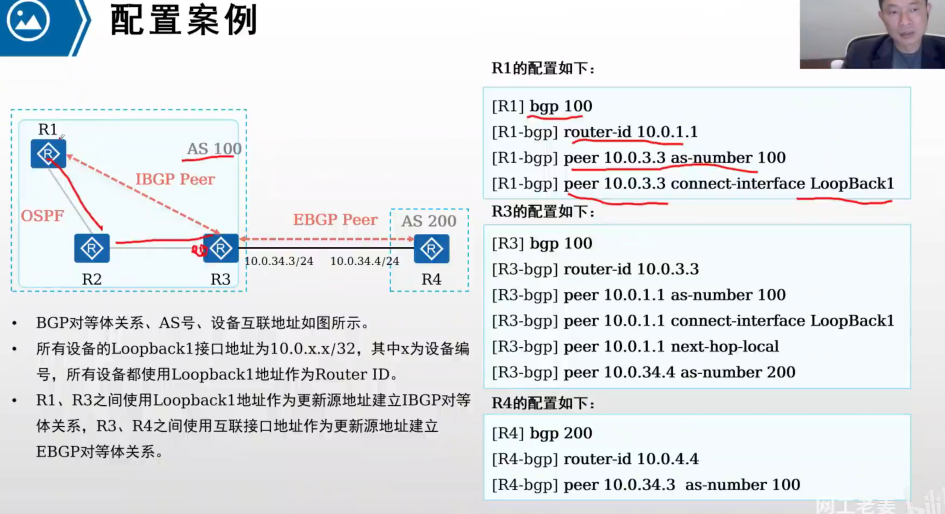 配置案例
R1
AS 100
IBGP Peer
OSPF
EBGP Peer
AS 200
10.0.34.3/24
10.0.34.4/24
R2
R3
R4
• BGP对等体关系、AS号、设备互联地址如图所示。
• 所有设备的Loopback1接口地址为10.0.x.x/32，其中x为设备编
号，所有设备都使用Loopback1地址作为Router ID。
• R1、R3之间使用Loopback1地址作为更新源地址建立IBGP对等
体关系，R3、R4之间使用互联接口地址作为更新源地址建立
EBGP对等体关系。
R1的配置如下：
[R1] bgp 100
[R1-bgp] router-id 10.0.1.1
[R1-bgp] peer 10.0.3.3 as-number 100
[R1-bgp] peer 10.0.3.3 connect-interface LoopBack1
R3的配置如下：
[R3] bgp 100
[R3-bgp] router-id 10.0.3.3
[R3-bgp] peer 10.0.1.1 as-number 100
[R3-bgp] peer 10.0.1.1 connect-interface LoopBack1
[R3-bgp] peer 10.0.1.1 next-hop-local
[R3-bgp] peer 10.0.34.4 as-number 200
R4的配置如下：
[R4] bgp 200
[R4-bgp] router-id 10.0.4.4
[R4-bgp] peer 10.0.34.3 as-number 100
网工老姜